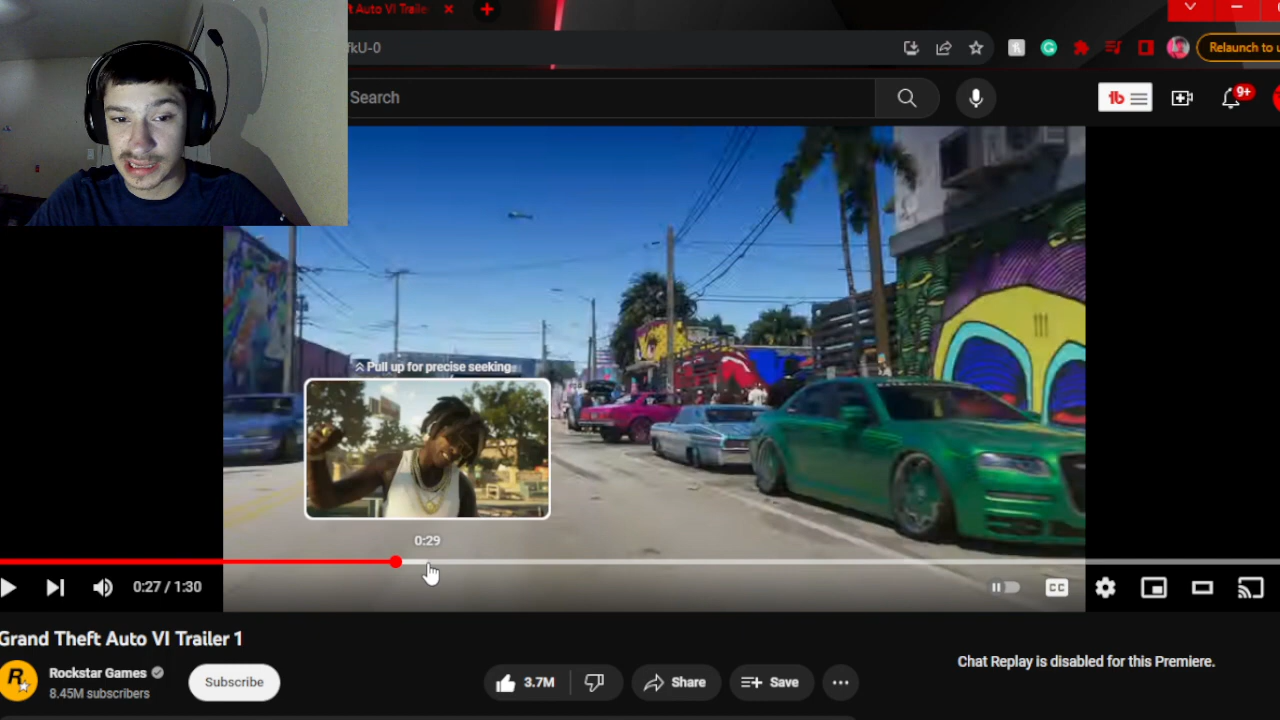 t Auto VI Traile
fkU-0
Relaunch to u
Search
9+
Pull up for precise seeking
0:29
0:27 / 1:30
CC
Grand Theft Auto VI Trailer 1
Rockstar Games
8.45M subscribers
Subscribe
3.7M
Share
Save
Chat Replay is disabled for this Premiere.